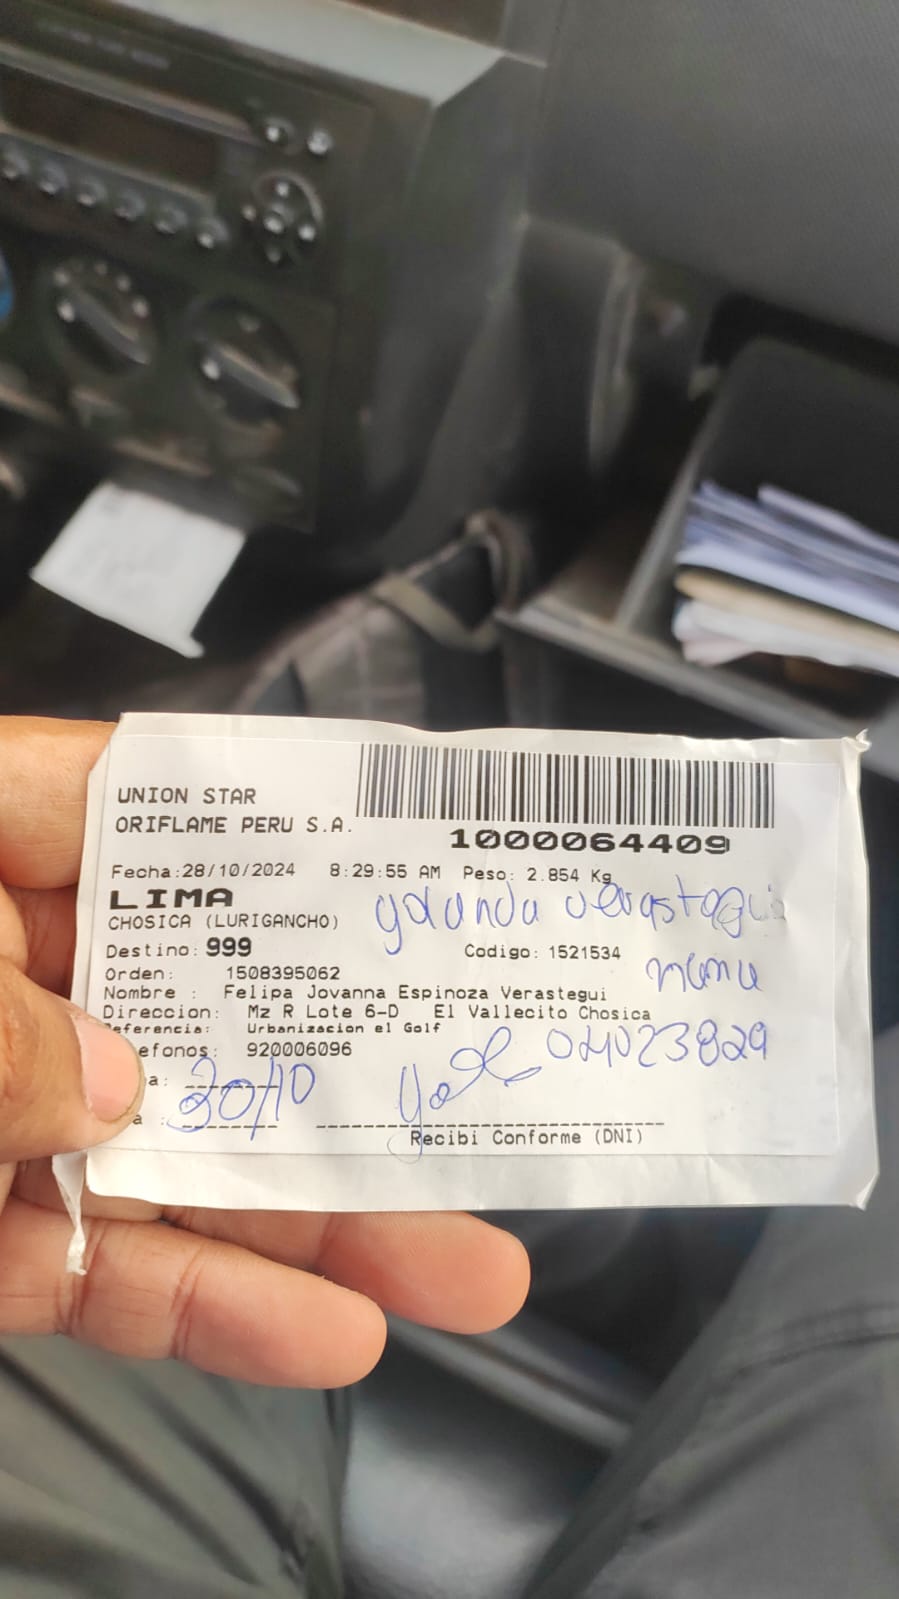 UNION STAR
ORIFLAME PERU S.A.
1000064409
Fecha:28/10/2024 8:29:55 AM Peso: 2.854 Kg
LIMA
CHOSICA (LURIGANCHO)
yolanda verastegui
Destino: 999 Codigo: 1521534
mama
Orden: 1508395062
Nombre : Felipa Jovanna Espinoza Verastegui
Direccion: Mz R Lote 6-D El Vallecito Chosica
eferencia: Urbanizacion el Golf
efonos: 920006096
04023829
a:
30/10
a :
Recibi Conforme (DNI)